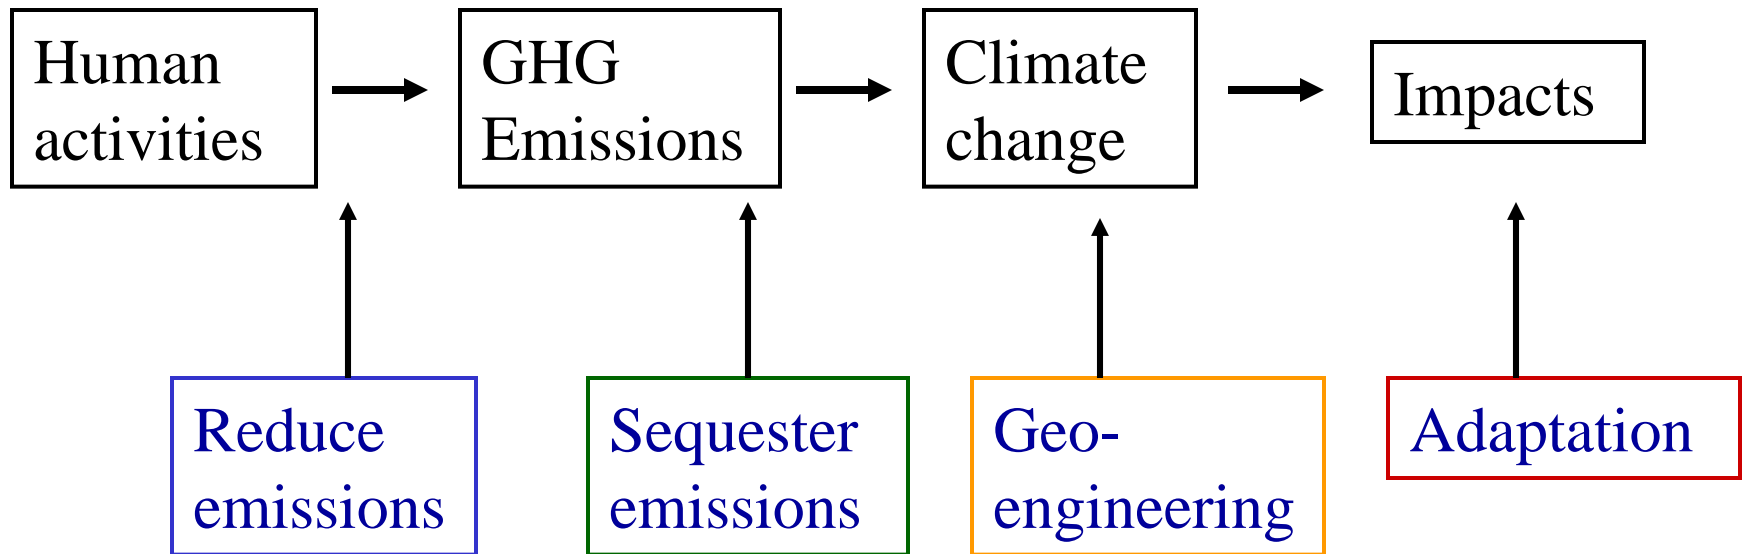 Human
activities
GHG
Emissions
Climate
change
Impacts
Reduce
emissions
Sequester
emissions
Geo-
engineering
Adaptation